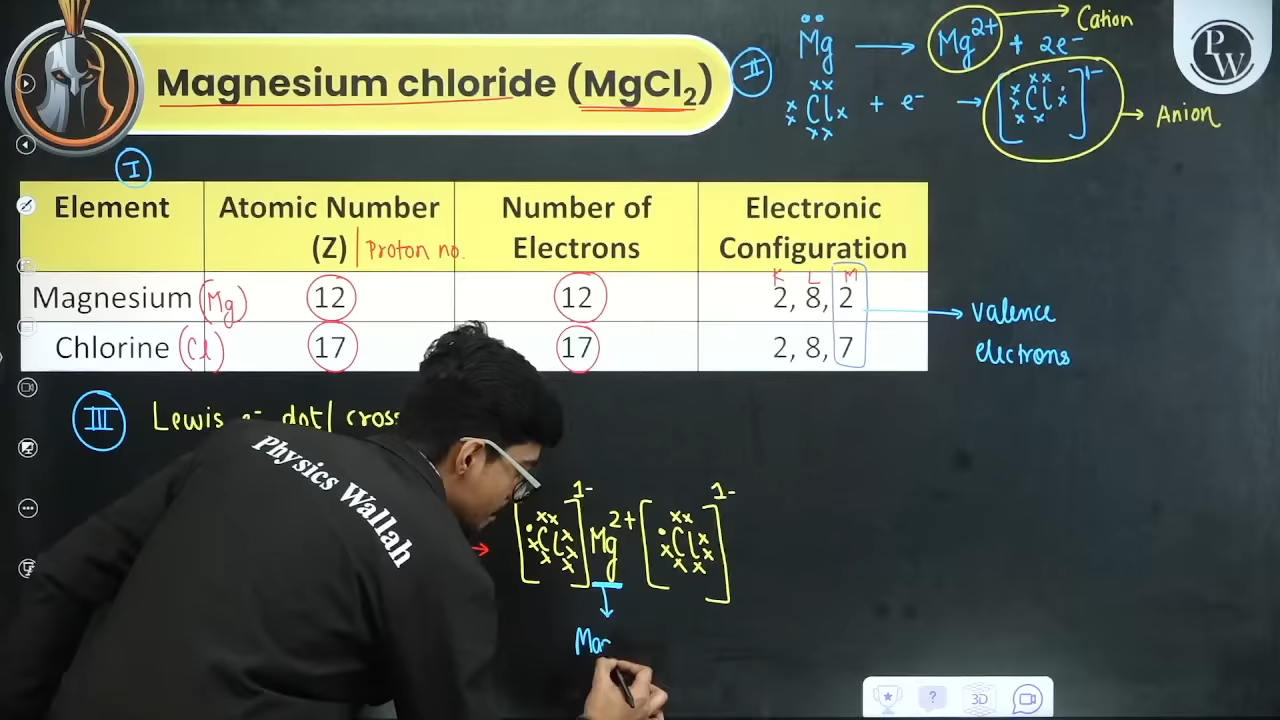 Magnesium chloride (MgCl₂)
PW
II
Mg → Mg²⁺ + 2e⁻
Cation
Cl + e⁻ → [Cl]¹⁻
Anion
I
Element Atomic Number (Z) | Proton no. Number of Electrons Electronic Configuration
K L M
Magnesium (Mg) 12 12 2, 8, 2
Chlorine (Cl) 17 17 2, 8, 7
valence
electrons
III Lewis e⁻ dot/ cross
Physics Wallah
[Cl]¹⁻ Mg²⁺ [Cl]¹⁻
3D